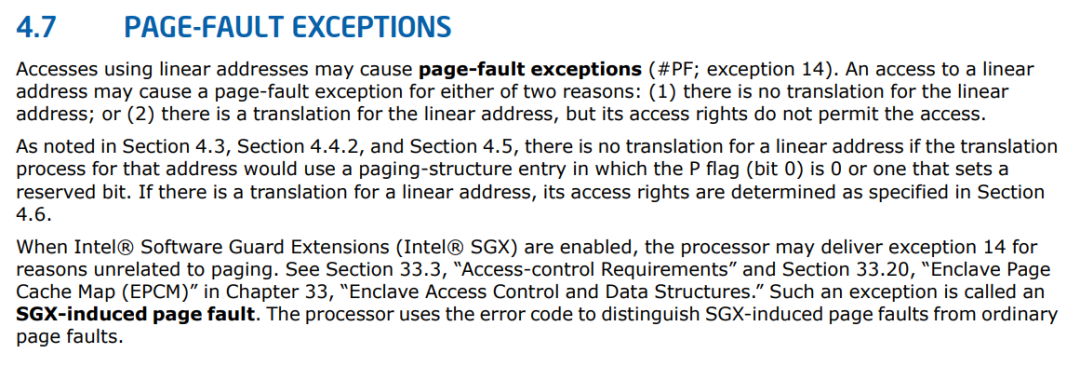 4.7 PAGE-FAULT EXCEPTIONS
Accesses using linear addresses may cause page-fault exceptions (#PF; exception 14). An access to a linear
address may cause a page-fault exception for either of two reasons: (1) there is no translation for the linear
address; or (2) there is a translation for the linear address, but its access rights do not permit the access.
As noted in Section 4.3, Section 4.4.2, and Section 4.5, there is no translation for a linear address if the translation
process for that address would use a paging-structure entry in which the P flag (bit 0) is 0 or one that sets a
reserved bit. If there is a translation for a linear address, its access rights are determined as specified in Section
4.6.
When Intel® Software Guard Extensions (Intel® SGX) are enabled, the processor may deliver exception 14 for
reasons unrelated to paging. See Section 33.3, “Access-control Requirements” and Section 33.20, “Enclave Page
Cache Map (EPCM)” in Chapter 33, “Enclave Access Control and Data Structures.” Such an exception is called an
SGX-induced page fault. The processor uses the error code to distinguish SGX-induced page faults from ordinary
page faults.